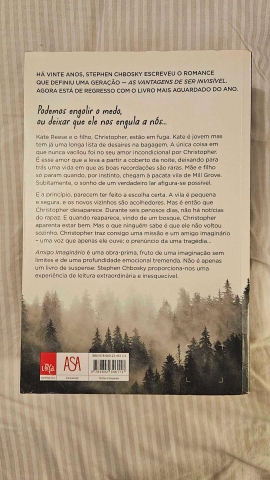 HÁ VINTE ANOS, STEPHEN CHBOSKY ESCREVEU O ROMANCE
QUE DEFINIU UMA GERAÇÃO — AS VANTAGENS DE SER INVISÍVEL.
AGORA ESTÁ DE REGRESSO COM O LIVRO MAIS AGUARDADO DO ANO.
Podemos engolir o medo,
ou deixar que ele nos engula a nós...
Kate Reese e o filho, Christopher, estão em fuga. Kate é jovem mas
tem já uma longa lista de desaires na bagagem. A única coisa em
que nunca vacilou foi no seu amor incondicional por Christopher.
É esse amor que a leva a partir a coberto da noite, deixando para
trás uma vida em que as boas recordações são raras. Mãe e filho
só param quando, por instinto, chegam à pacata vila de Mill Grove.
Subitamente, o sonho de um verdadeiro lar afigura-se possível.
E a princípio, parecem ter feito a escolha certa. A vila é pequena
e segura, e os novos vizinhos são acolhedores. Mas é então que
Christopher desaparece. Durante seis penosos dias, não há notícias
do rapaz. E quando reaparece, vindo de um bosque, Christopher
aparenta estar bem. Mas o que ninguém sabe é que ele não voltou
sozinho. Christopher traz consigo uma missão e um amigo imaginário
– uma voz que apenas ele ouve; o prenúncio da uma tragédia...
Amigo Imaginário é uma obra-prima, fruto de uma imaginação sem
limites e de uma profundidade emocional tremenda. Não é apenas
um livro de suspense: Stephen Chbosky proporciona-nos uma
experiência de leitura extraordinária e inesquecível.
LeYa
ASA